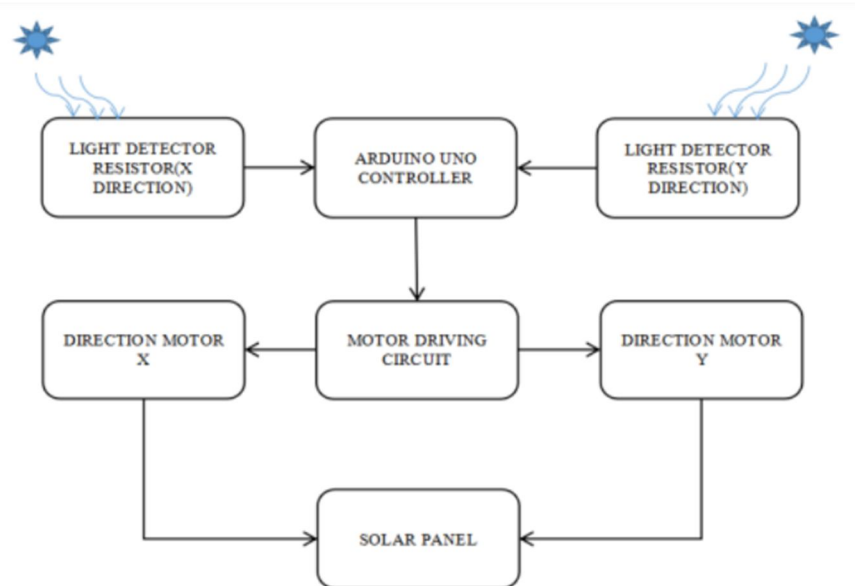 LIGHT DETECTOR
RESISTOR(X
DIRECTION)
ARDUINO UNO
CONTROLLER
LIGHT DETECTOR
RESISTOR(Y
DIRECTION)
DIRECTION MOTOR
X
MOTOR DRIVING
CIRCUIT
DIRECTION MOTOR
Y
SOLAR PANEL